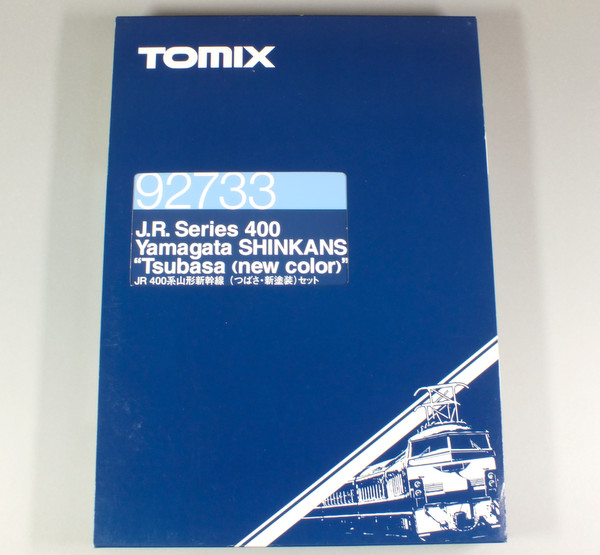 TOMIX
92733
J.R. Series 400
Yamagata SHINKANS
"Tsubasa (new color)"
JR 400系山形新幹線 (つばさ・新塗装)セット